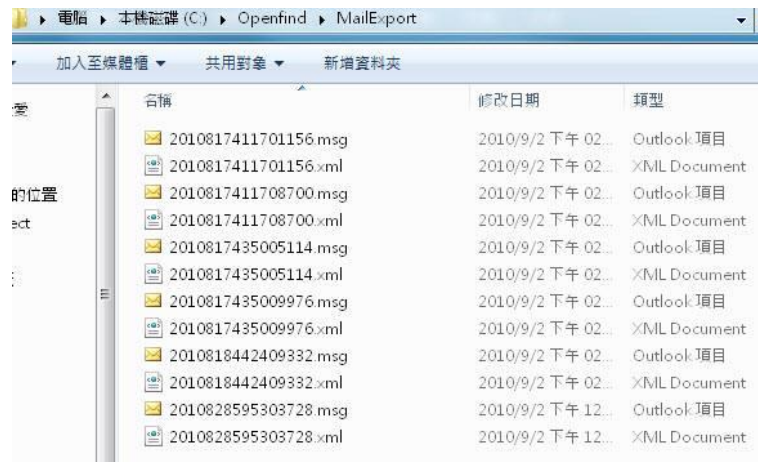 電腦 ▸ 本機磁碟 (C:) ▸ Openfind ▸ MailExport
加入至媒體櫃 ▼ 共用對象 ▼ 新增資料夾
愛
的位置
ect
名稱 修改日期 類型
2010817411701156.msg 2010/9/2 下午 02... Outlook 項目
2010817411701156.xml 2010/9/2 下午 02... XML Document
2010817411708700.msg 2010/9/2 下午 02... Outlook 項目
2010817411708700.xml 2010/9/2 下午 02... XML Document
2010817435005114.msg 2010/9/2 下午 02... Outlook 項目
2010817435005114.xml 2010/9/2 下午 02... XML Document
2010817435009976.msg 2010/9/2 下午 02... Outlook 項目
2010817435009976.xml 2010/9/2 下午 02... XML Document
2010818442409332.msg 2010/9/2 下午 02... Outlook 項目
2010818442409332.xml 2010/9/2 下午 02... XML Document
2010828595303728.msg 2010/9/2 下午 12... Outlook 項目
2010828595303728.xml 2010/9/2 下午 12... XML Document